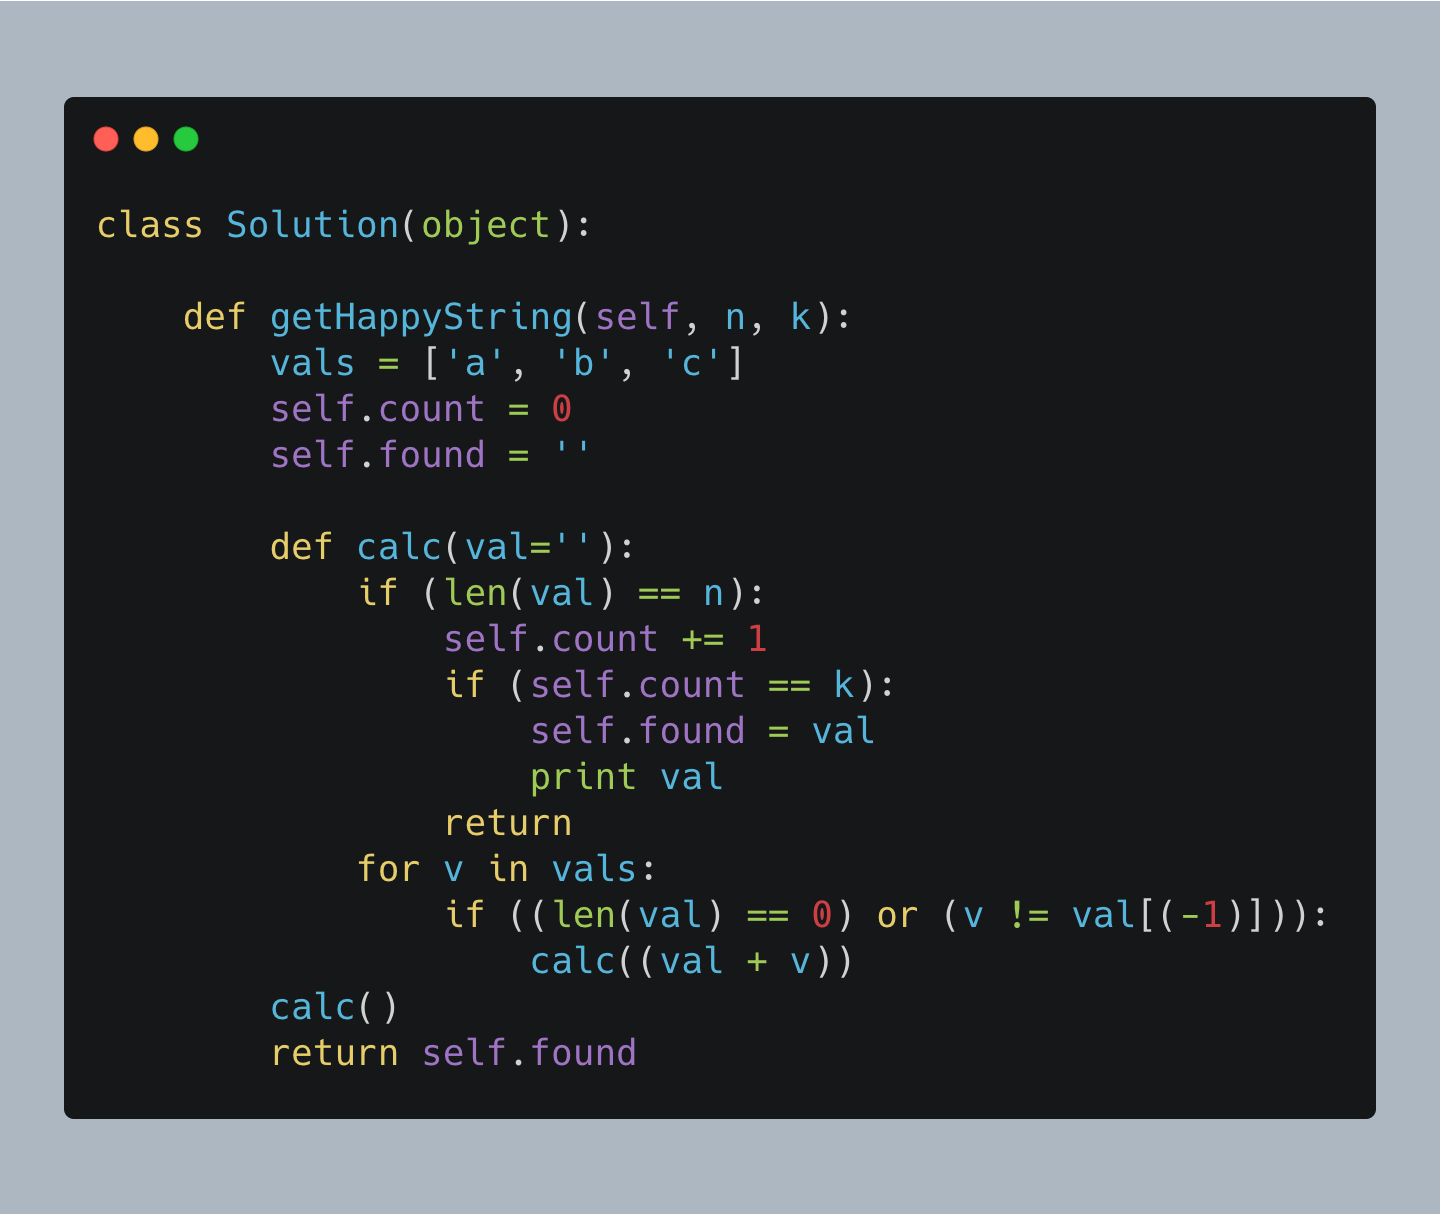 class Solution(object):

    def getHappyString(self, n, k):
        vals = ['a', 'b', 'c']
        self.count = 0
        self.found = ''

        def calc(val=''):
            if (len(val) == n):
                self.count += 1
                if (self.count == k):
                    self.found = val
                    print val
                return
            for v in vals:
                if ((len(val) == 0) or (v != val[(-1)])):
                    calc((val + v))
        calc()
        return self.found